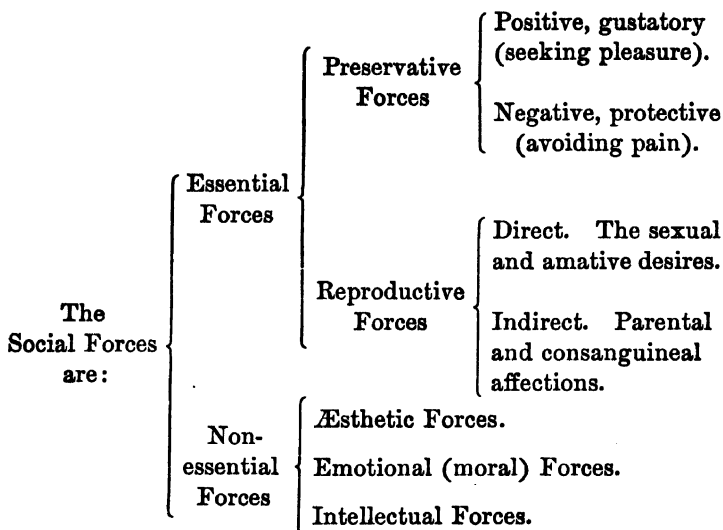 The
Social Forces
are:
Essential
Forces
Preservative
Forces
Positive, gustatory
(seeking pleasure).
Negative, protective
(avoiding pain).
Reproductive
Forces
Direct. The sexual
and amative desires.
Indirect. Parental
and consanguineal
affections.
Non-
essential
Forces
Æsthetic Forces.
Emotional (moral) Forces.
Intellectual Forces.